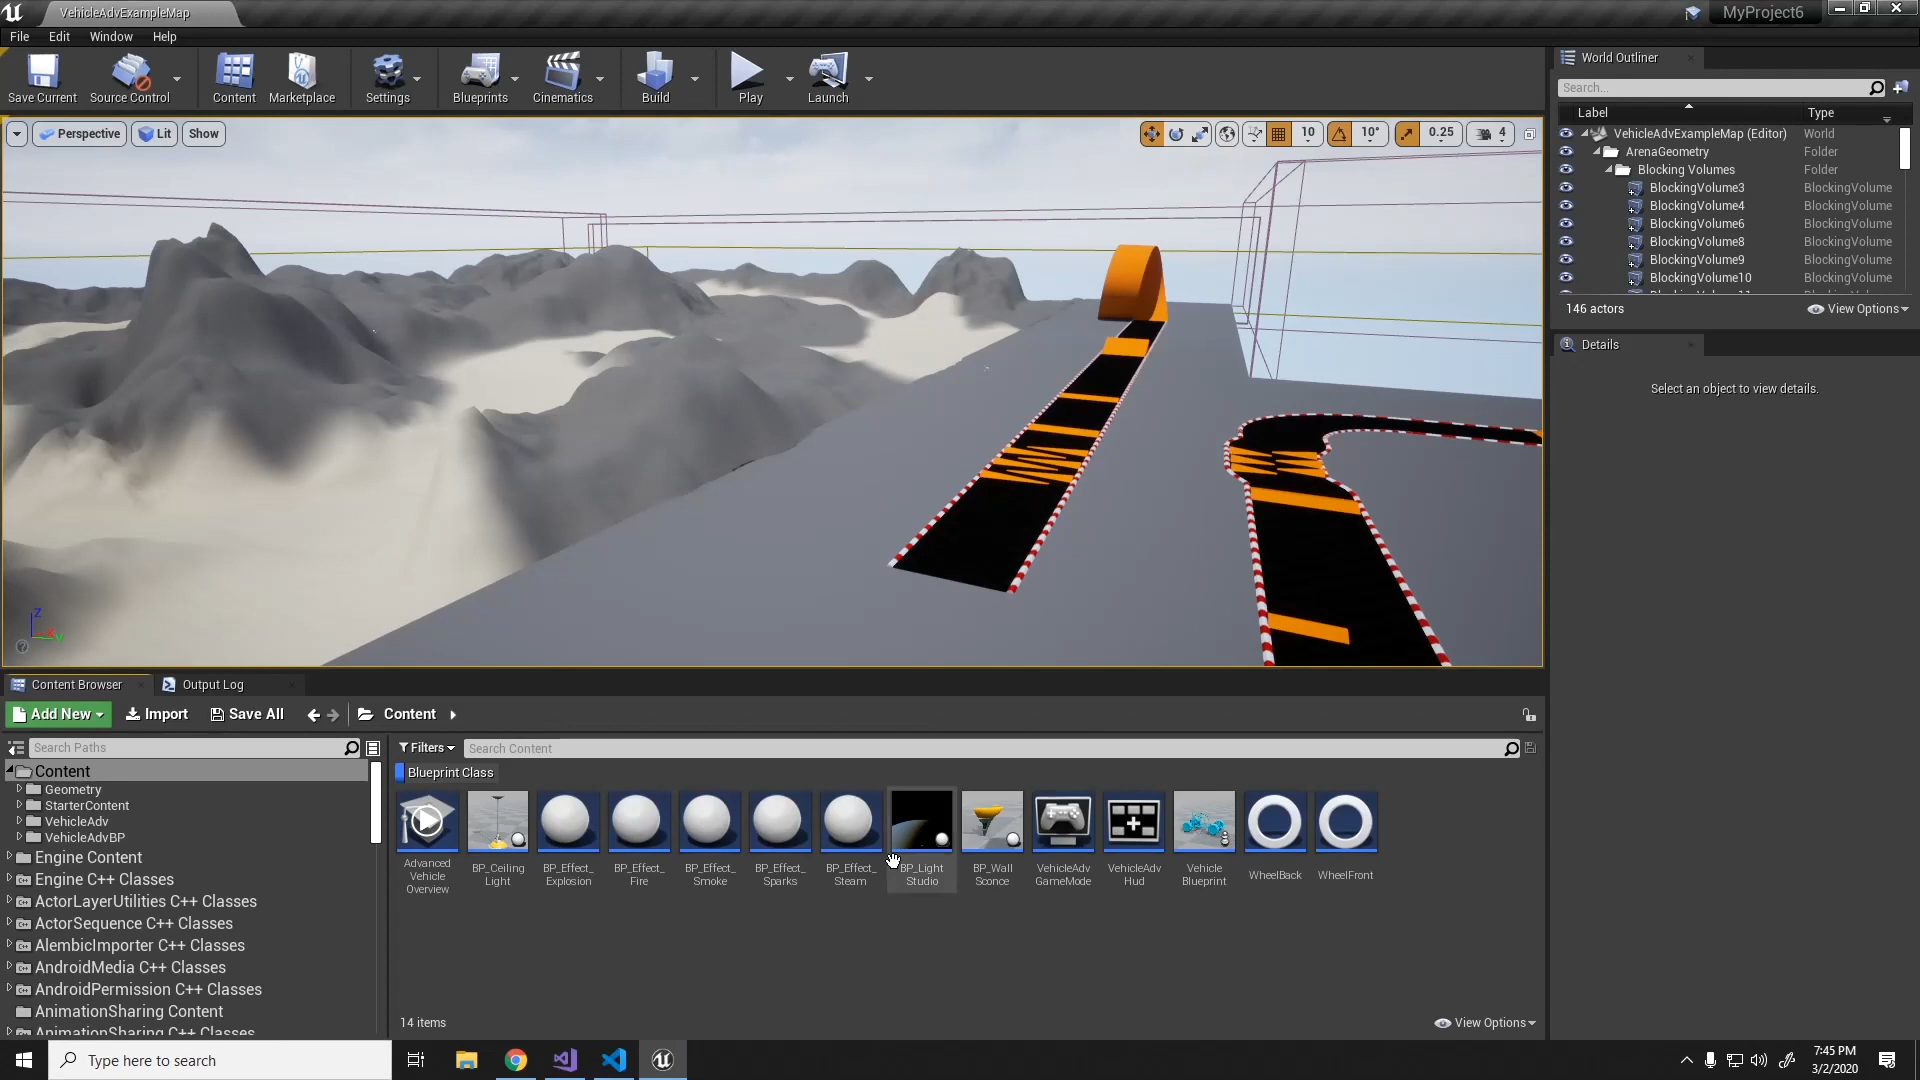 VehicleAdvExampleMap
MyProject6
File Edit Window Help
Save Current
Source Control
Content
Marketplace
Settings
Blueprints
Cinematics
Build
Play
Launch
Perspective
Lit
Show
10
10°
0.25
4
Z
World Outliner
Search...
Label
Type
VehicleAdvExampleMap (Editor) World
ArenaGeometry Folder
Blocking Volumes Folder
BlockingVolume3 BlockingVolume
BlockingVolume4 BlockingVolume
BlockingVolume6 BlockingVolume
BlockingVolume8 BlockingVolume
BlockingVolume9 BlockingVolume
BlockingVolume10 BlockingVolume
146 actors
View Options
Details
Select an object to view details.
Content Browser
Output Log
Add New
Import
Save All
Content
Search Paths
Filters
Search Content
Content
Geometry
StarterContent
VehicleAdv
VehicleAdvBP
Engine Content
Engine C++ Classes
ActorLayerUtilities C++ Classes
ActorSequence C++ Classes
AlembicImporter C++ Classes
AndroidMedia C++ Classes
AndroidPermission C++ Classes
AnimationSharing Content
AnimationSharing C++ Classes
Blueprint Class
Advanced
Vehicle
Overview
BP_Ceiling
Light
BP_Effect_
Explosion
BP_Effect_
Fire
BP_Effect_
Smoke
BP_Effect_
Sparks
BP_Effect_
Steam
BP_Light
Studio
BP_Wall
Sconce
VehicleAdv
GameMode
VehicleAdv
Hud
Vehicle
Blueprint
WheelBack
WheelFront
14 items
View Options
Type here to search
7:45 PM
3/2/2020